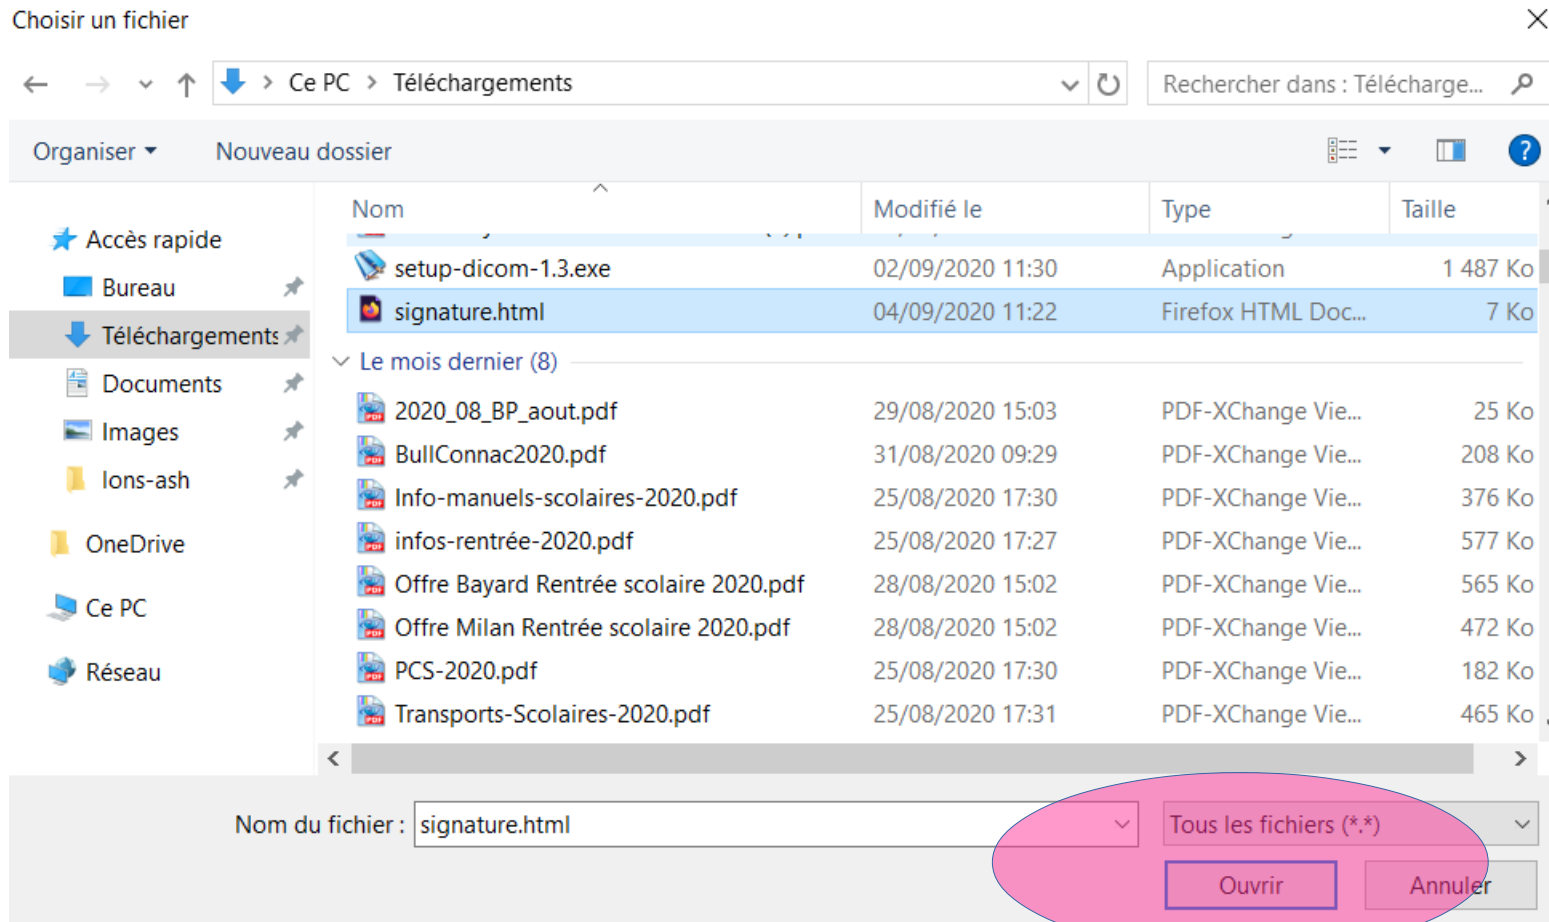 Choisir un fichier
Ce PC > Téléchargements
Rechercher dans : Télécharge...
Organiser
Nouveau dossier
Nom Modifié le Type Taille
Accès rapide
Bureau
Téléchargements
Documents
Images
lons-ash
OneDrive
Ce PC
Réseau
setup-dicom-1.3.exe 02/09/2020 11:30 Application 1 487 Ko
signature.html 04/09/2020 11:22 Firefox HTML Doc... 7 Ko
Le mois dernier (8)
2020_08_BP_aout.pdf 29/08/2020 15:03 PDF-XChange Vie... 25 Ko
BullConnac2020.pdf 31/08/2020 09:29 PDF-XChange Vie... 208 Ko
Info-manuels-scolaires-2020.pdf 25/08/2020 17:30 PDF-XChange Vie... 376 Ko
infos-rentrée-2020.pdf 25/08/2020 17:27 PDF-XChange Vie... 577 Ko
Offre Bayard Rentrée scolaire 2020.pdf 28/08/2020 15:02 PDF-XChange Vie... 565 Ko
Offre Milan Rentrée scolaire 2020.pdf 28/08/2020 15:02 PDF-XChange Vie... 472 Ko
PCS-2020.pdf 25/08/2020 17:30 PDF-XChange Vie... 182 Ko
Transports-Scolaires-2020.pdf 25/08/2020 17:31 PDF-XChange Vie... 465 Ko
Nom du fichier : signature.html
Tous les fichiers (*.*)
Ouvrir
Annuler